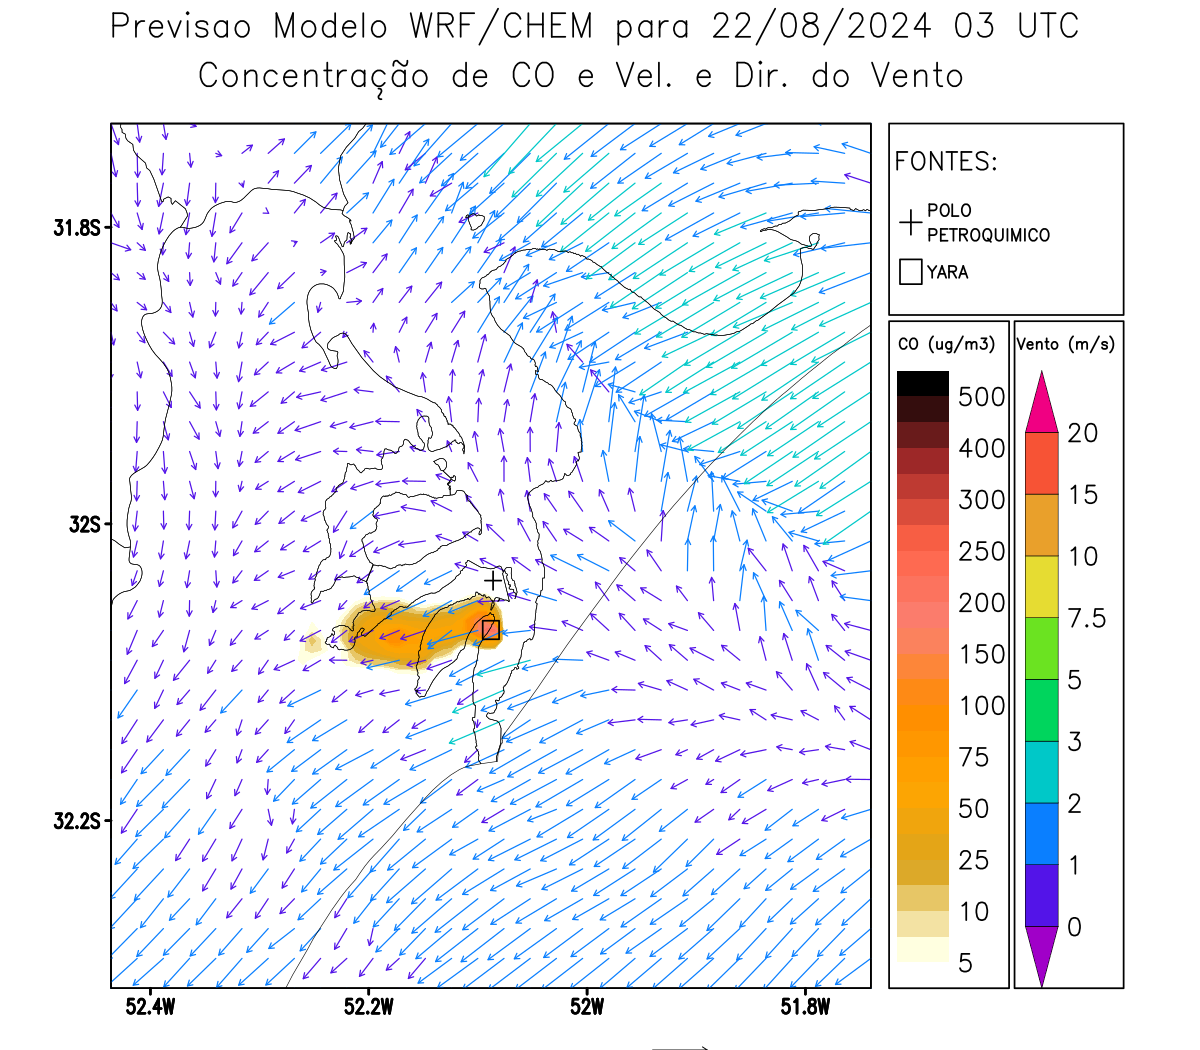 Previsao Modelo WRF/CHEM para 22/08/2024 03 UTC
Concentração de CO e Vel. e Dir. do Vento
FONTES:
POLO
PETROQUIMICO
YARA
CO (ug/m3)
500
400
300
250
200
150
100
75
50
25
10
5
Vento (m/s)
20
15
10
7.5
5
3
2
1
0
31.8S
32S
32.2S
52.4W
52.2W
52W
51.8W